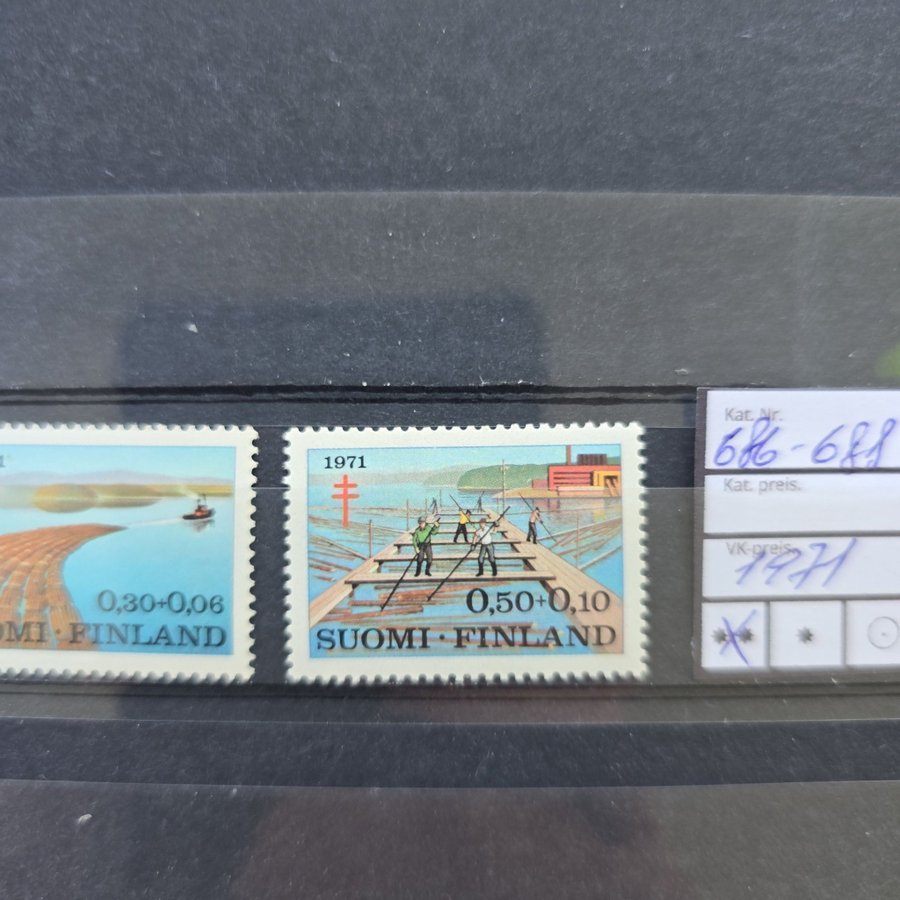 1
0,30+0,06
OMI · FINLAND
1971
0,50+0,10
SUOMI · FINLAND
Kat. Nr.
686-688
Kat. preis.
VK-preis.
1971
** * ⊙